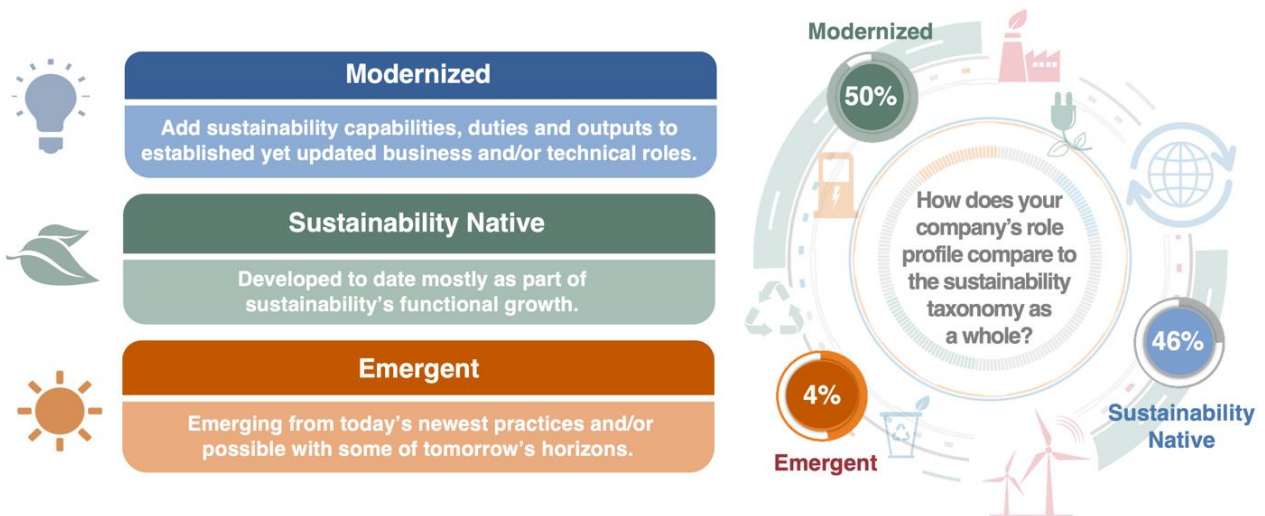 Modernized
Add sustainability capabilities, duties and outputs to
established yet updated business and/or technical roles.
Sustainability Native
Developed to date mostly as part of
sustainability's functional growth.
Emergent
Emerging from today's newest practices and/or
possible with some of tomorrow's horizons.
Modernized
50%
How does your
company's role
profile compare to
the sustainability
taxonomy as
a whole?
46%
Sustainability
Native
4%
Emergent